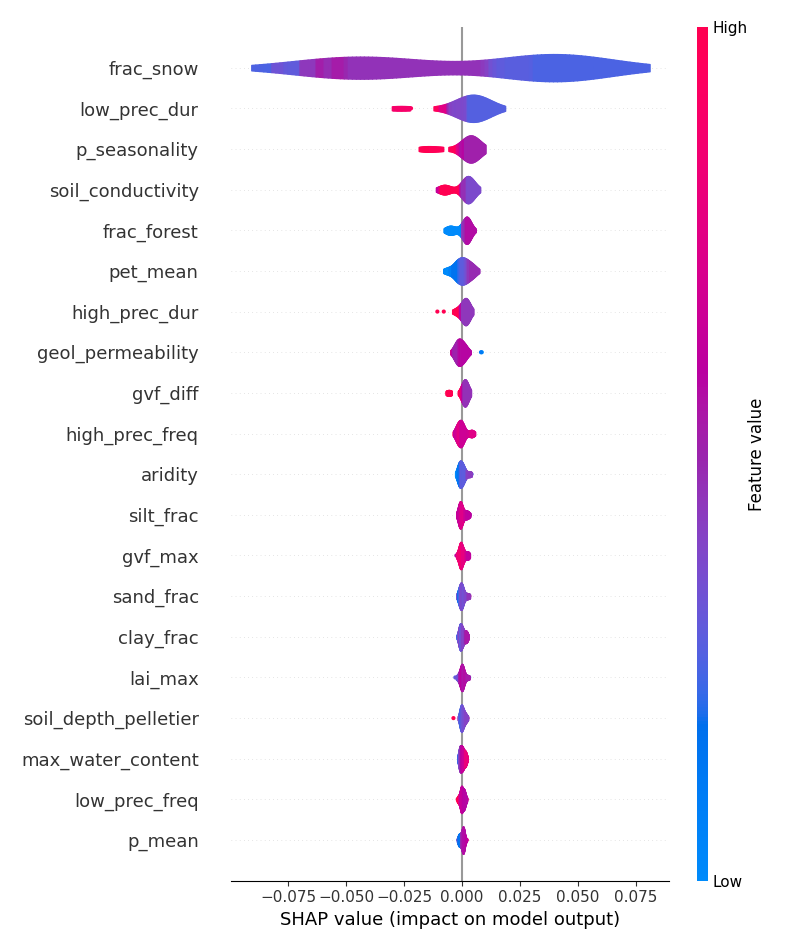 High
frac_snow
low_prec_dur
p_seasonality
soil_conductivity
frac_forest
pet_mean
high_prec_dur
geol_permeability
gvf_diff
high_prec_freq
aridity
silt_frac
gvf_max
sand_frac
clay_frac
lai_max
soil_depth_pelletier
max_water_content
low_prec_freq
p_mean
Feature value
Low
−0.075 −0.050 −0.025 0.000 0.025 0.050 0.075
SHAP value (impact on model output)